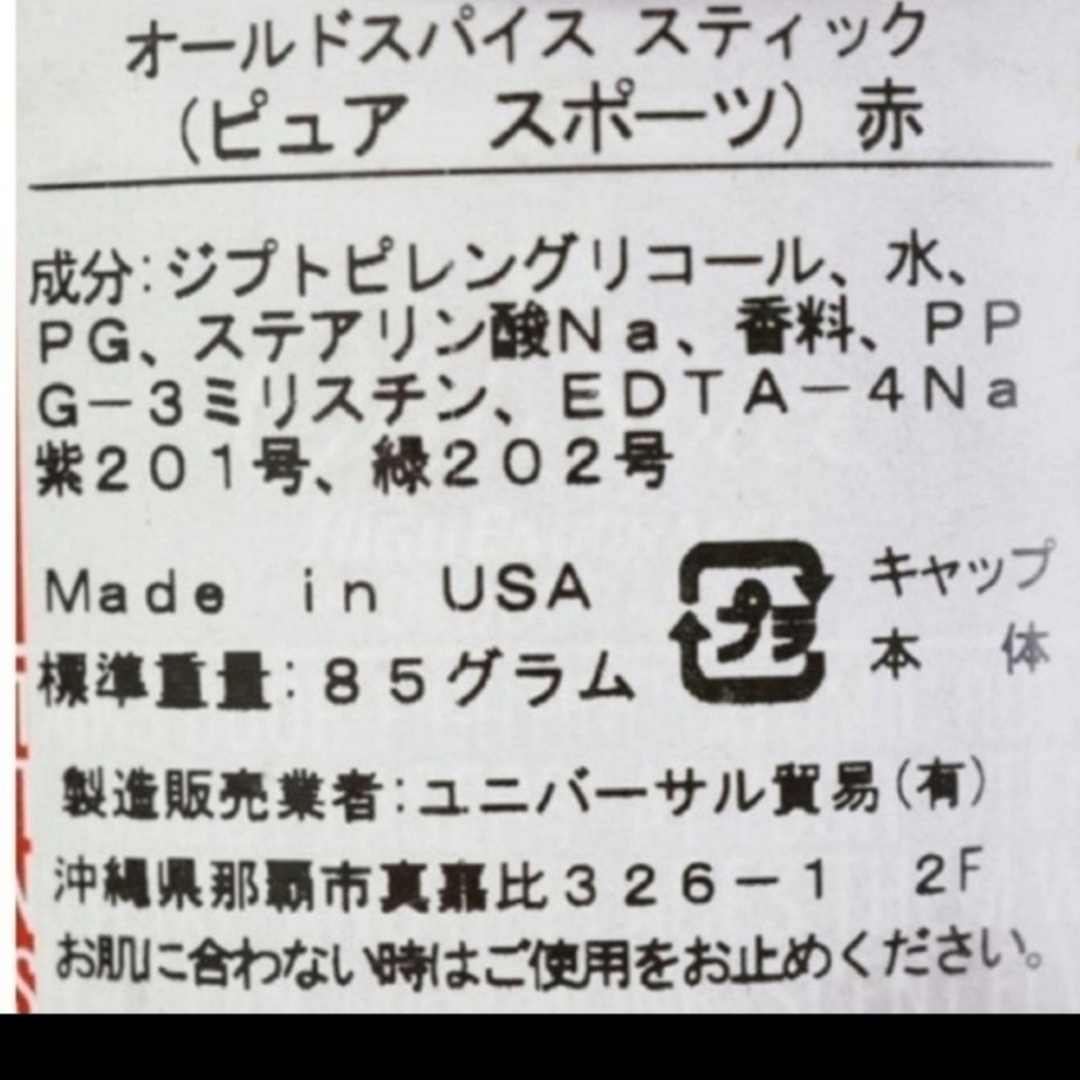 オールドスパイス スティック
(ピュア スポーツ) 赤
成分:ジプトピレングリコール、水、
PG、ステアリン酸Na、香料、PP
G-3ミリスチン、EDTA-4Na
紫201号、緑202号
Made in USA
プラ
キャップ
本 体
標準重量:85グラム
製造販売業者:ユニバーサル貿易(有)
沖縄県那覇市真嘉比326-1 2F
お肌に合わない時はご使用をお止めください。